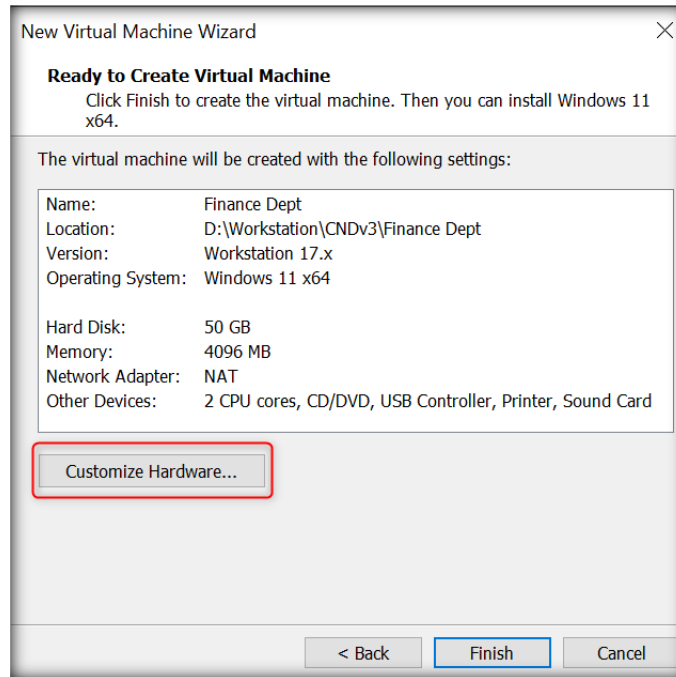 New Virtual Machine Wizard
Ready to Create Virtual Machine
Click Finish to create the virtual machine. Then you can install Windows 11
x64.
The virtual machine will be created with the following settings:
Name: Finance Dept
Location: D:\Workstation\CNDv3\Finance Dept
Version: Workstation 17.x
Operating System: Windows 11 x64
Hard Disk: 50 GB
Memory: 4096 MB
Network Adapter: NAT
Other Devices: 2 CPU cores, CD/DVD, USB Controller, Printer, Sound Card
Customize Hardware...
< Back Finish Cancel